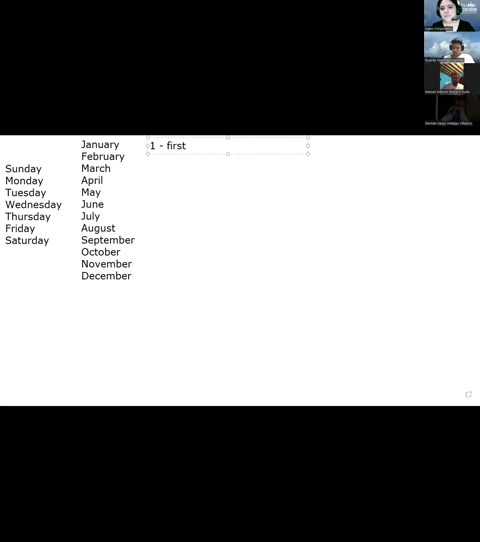 January
February
March
April
May
June
July
August
September
October
November
December
Sunday
Monday
Tuesday
Wednesday
Thursday
Friday
Saturday
1 - first